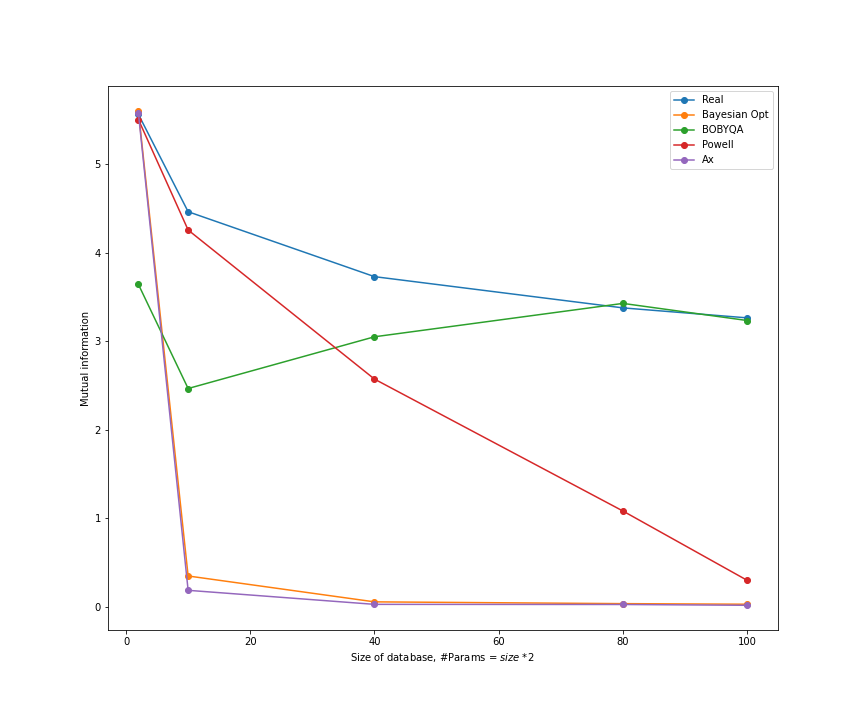 Real
Bayesian Opt
BOBYQA
Powell
Ax
5
4
3
2
1
0
Mutual information
0 20 40 60 80 100
Size of database, #Params = size * 2